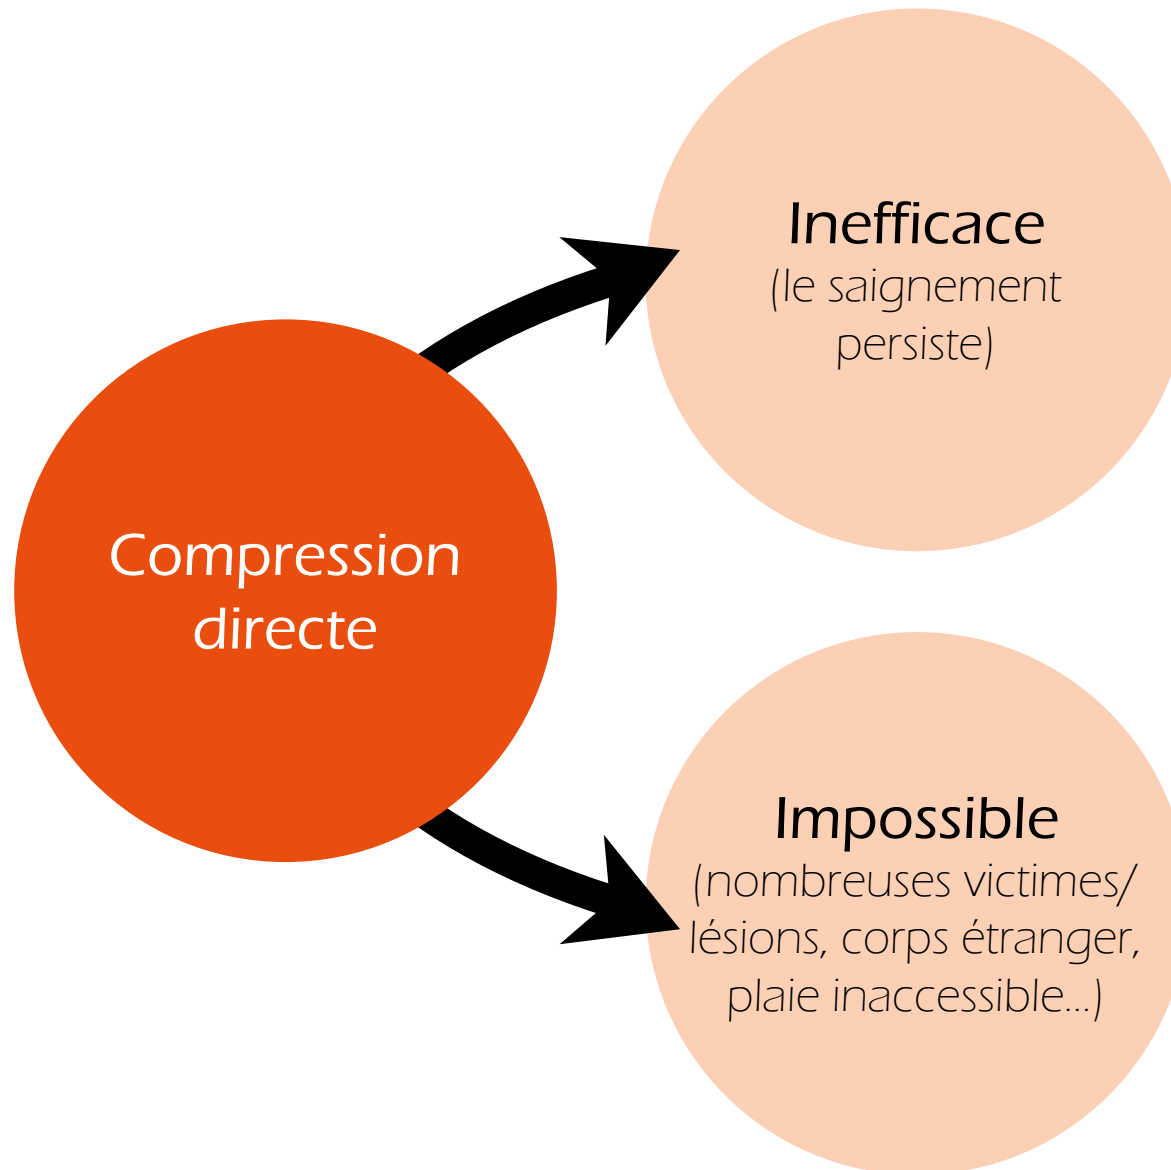 Compression
directe
Inefficace
(le saignement
persiste)
Impossible
(nombreuses victimes/
lésions, corps étranger,
plaie inaccessible...)